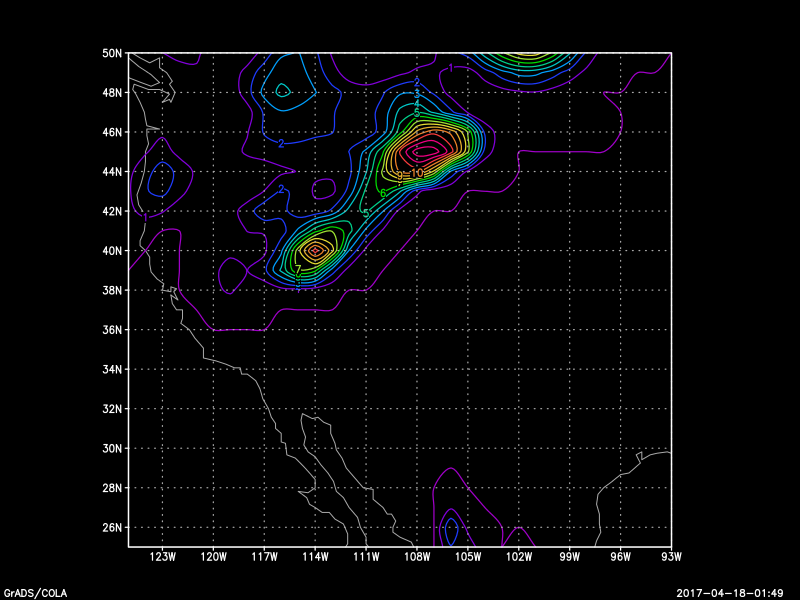 50N
48N
46N
44N
42N
40N
38N
36N
34N
32N
30N
28N
26N
123W 120W 117W 114W 111W 108W 105W 102W 99W 96W 93W
1
2
3
4
5
2
9 10
6
2
5
1
7
GrADS/COLA 2017-04-18-01:49